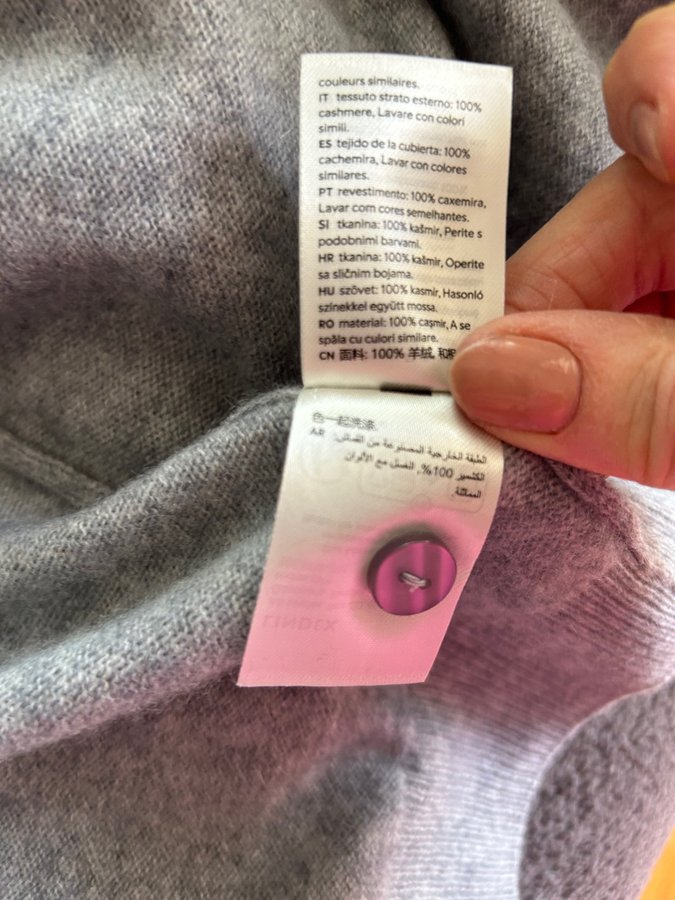 couleurs similaires.
IT tessuto strato esterno: 100%
cashmere, Lavare con colori
simili.
ES tejido de la cubierta: 100%
cachemira, Lavar con colores
similares.
PT revestimento: 100% caxemira,
Lavar com cores semelhantes.
SI tkanina: 100% kašmir, Perite s
podobnimi barvami.
HR tkanina: 100% kašmir, Operite
sa sličnim bojama.
HU szövet: 100% kasmír, Hasonló
színekkel együtt mossa.
RO material: 100% cașmir, A se
spăla cu culori similare.
CN 面料: 100% 羊绒, 和相
色一起洗涤.
AR الطبقة الخارجية المصنوعة من القماش:
الكشمير 100%, الغسل مع الألوان
المماثلة.
LINDEX